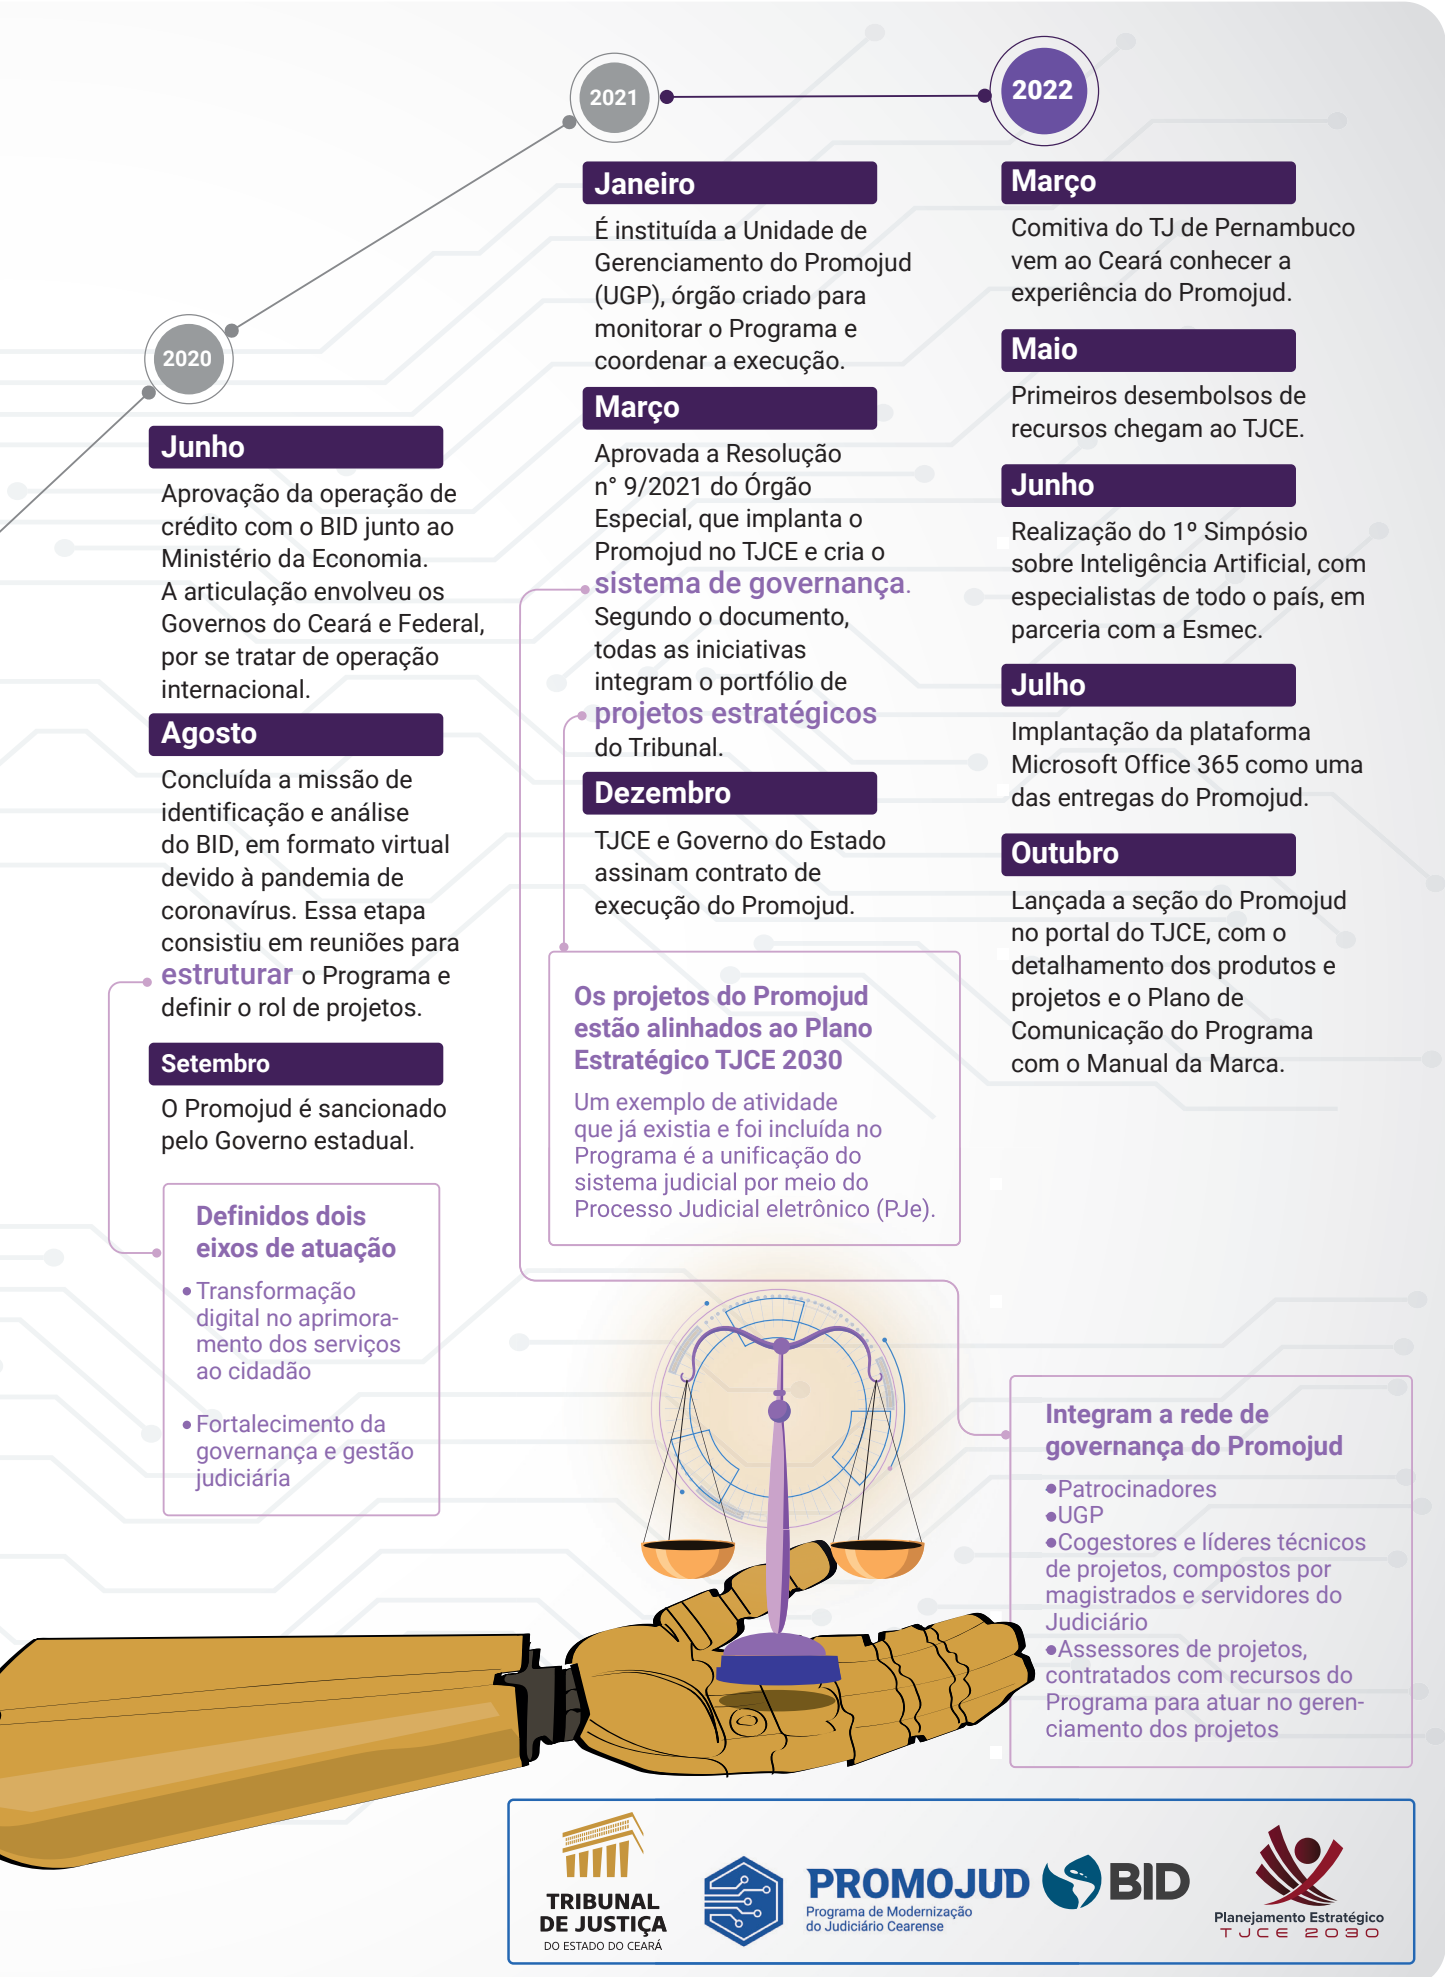 2020
Junho
Aprovação da operação de
crédito com o BID junto ao
Ministério da Economia.
A articulação envolveu os
Governos do Ceará e Federal,
por se tratar de operação
internacional.
Agosto
Concluída a missão de
identificação e análise
do BID, em formato virtual
devido à pandemia de
coronavírus. Essa etapa
consistiu em reuniões para
estruturar o Programa e
definir o rol de projetos.
Setembro
O Promojud é sancionado
pelo Governo estadual.
Definidos dois
eixos de atuação
• Transformação
digital no aprimora-
mento dos serviços
ao cidadão
• Fortalecimento da
governança e gestão
judiciária
2021
Janeiro
É instituída a Unidade de
Gerenciamento do Promojud
(UGP), órgão criado para
monitorar o Programa e
coordenar a execução.
Março
Aprovada a Resolução
n° 9/2021 do Órgão
Especial, que implanta o
Promojud no TJCE e cria o
sistema de governança.
Segundo o documento,
todas as iniciativas
integram o portfólio de
projetos estratégicos
do Tribunal.
Dezembro
TJCE e Governo do Estado
assinam contrato de
execução do Promojud.
Os projetos do Promojud
estão alinhados ao Plano
Estratégico TJCE 2030
Um exemplo de atividade
que já existia e foi incluída no
Programa é a unificação do
sistema judicial por meio do
Processo Judicial eletrônico (PJe).
2022
Março
Comitiva do TJ de Pernambuco
vem ao Ceará conhecer a
experiência do Promojud.
Maio
Primeiros desembolsos de
recursos chegam ao TJCE.
Junho
Realização do 1º Simpósio
sobre Inteligência Artificial, com
especialistas de todo o país, em
parceria com a Esmec.
Julho
Implantação da plataforma
Microsoft Office 365 como uma
das entregas do Promojud.
Outubro
Lançada a seção do Promojud
no portal do TJCE, com o
detalhamento dos produtos e
projetos e o Plano de
Comunicação do Programa
com o Manual da Marca.
Integram a rede de
governança do Promojud
•Patrocinadores
•UGP
•Cogestores e líderes técnicos
de projetos, compostos por
magistrados e servidores do
Judiciário
•Assessores de projetos,
contratados com recursos do
Programa para atuar no geren-
ciamento dos projetos
TRIBUNAL
DE JUSTIÇA
DO ESTADO DO CEARÁ
PROMOJUD
Programa de Modernização
do Judiciário Cearense
BID
Planejamento Estratégico
TJCE 2030